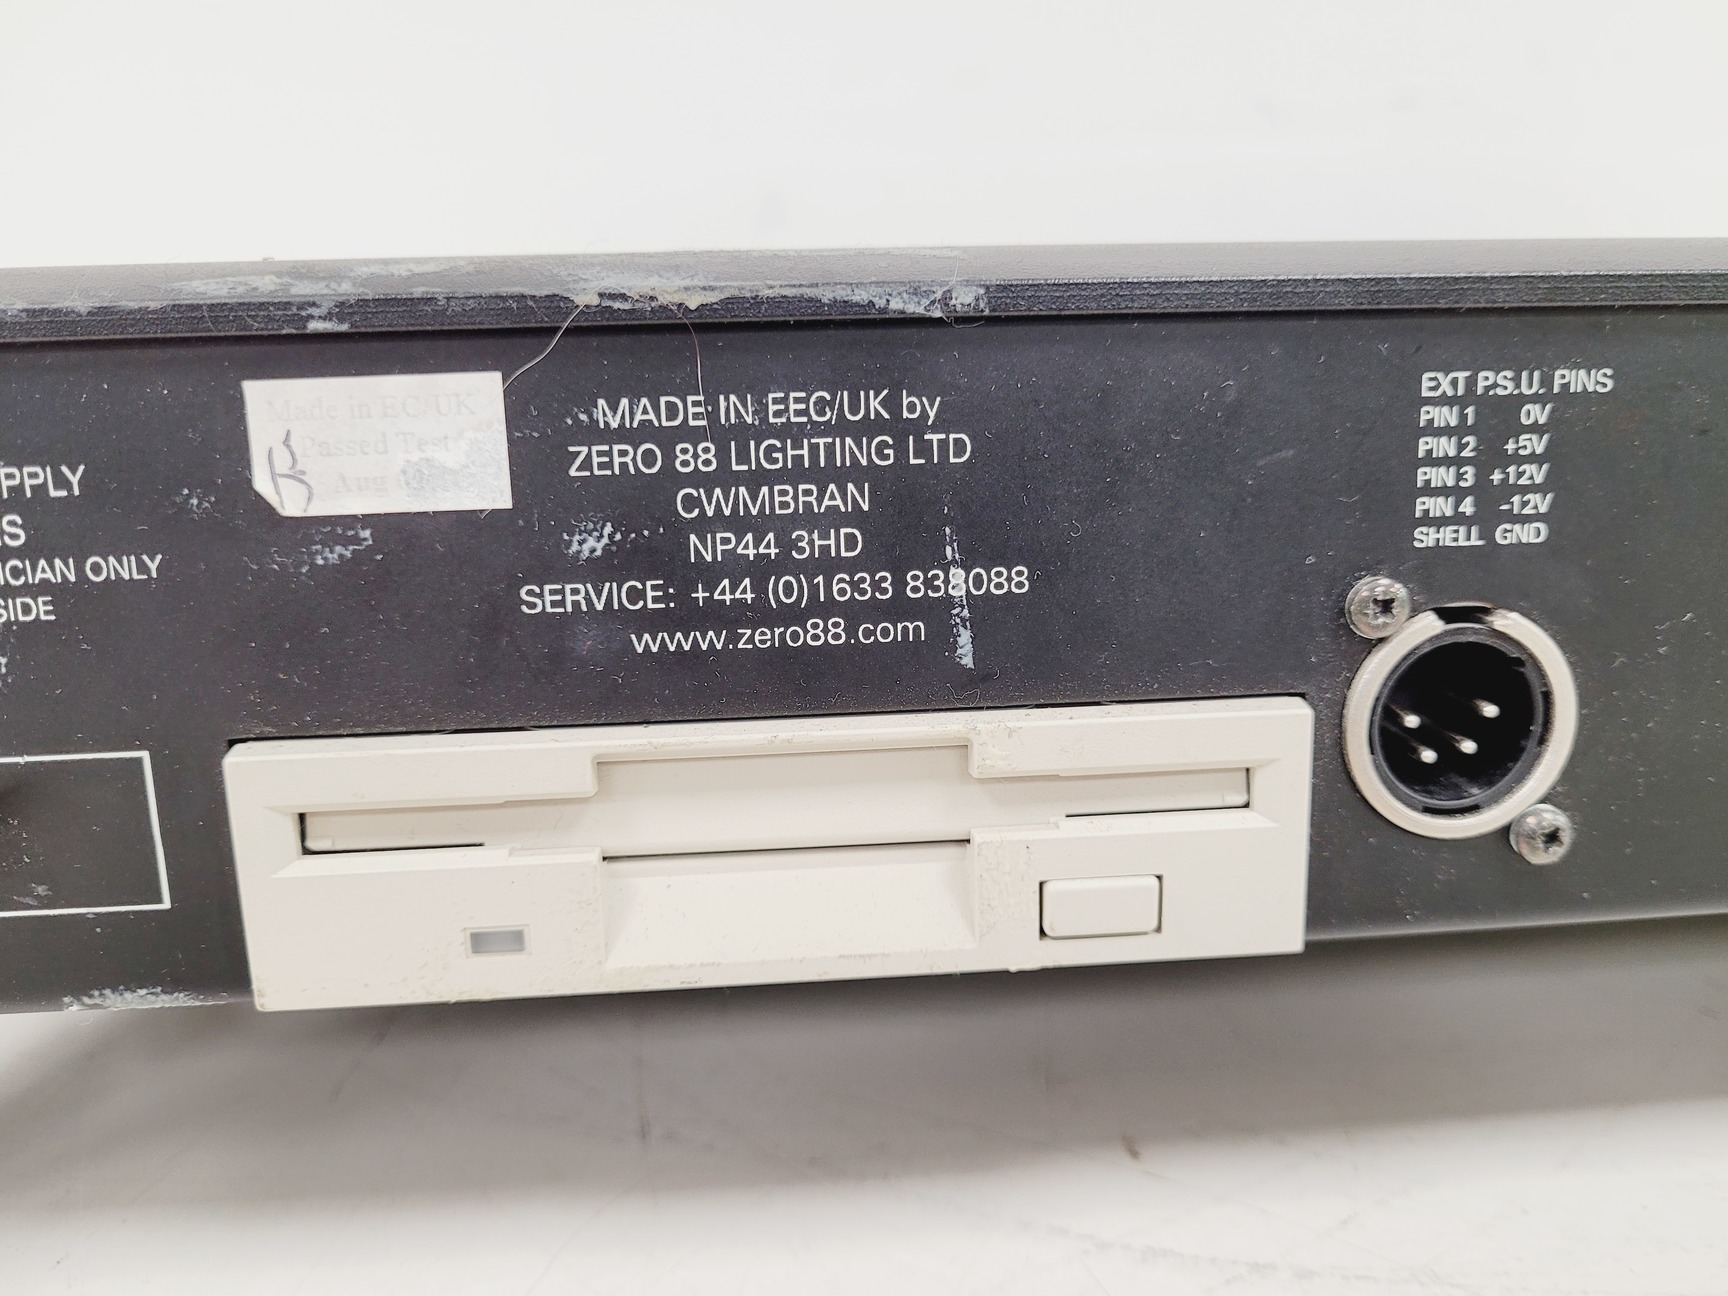 PPLY
IS
ICIAN ONLY
SIDE
Made in EC/UK
Passed Test
Aug
MADE IN EEC/UK by
ZERO 88 LIGHTING LTD
CWMBRAN
NP44 3HD
SERVICE: +44 (0)1633 838088
www.zero88.com
EXT P.S.U. PINS
PIN 1 0V
PIN 2 +5V
PIN 3 +12V
PIN 4 -12V
SHELL GND